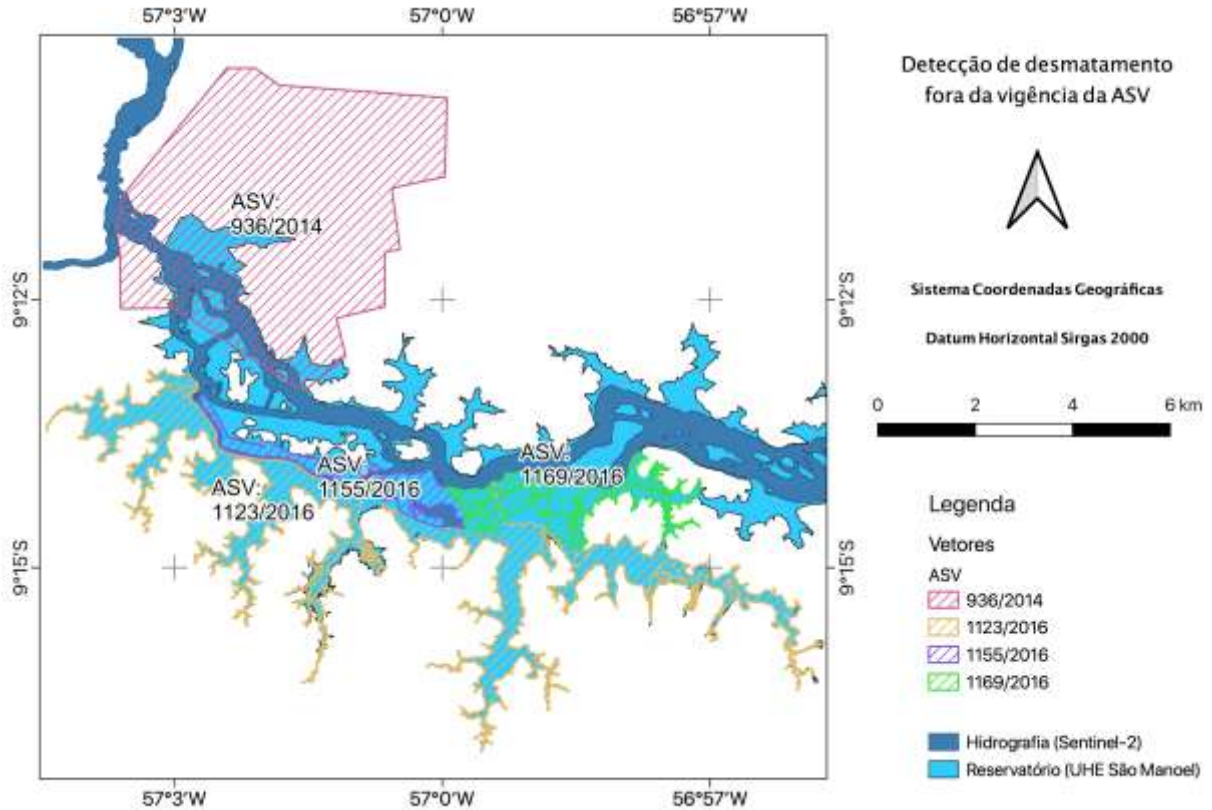 57°3'W 57°0'W 56°57'W
Detecção de desmatamento
fora da vigência da ASV
ASV:
936/2014
9°12'S
9°12'S
Sistema Coordenadas Geográficas
Datum Horizontal Sirgas 2000
0 2 4 6 km
ASV:
1169/2016
ASV:
1155/2016
ASV:
1123/2016
9°15'S
9°15'S
Legenda
Vetores
ASV
936/2014
1123/2016
1155/2016
1169/2016
Hidrografia (Sentinel-2)
Reservatório (UHE São Manoel)
57°3'W 57°0'W 56°57'W